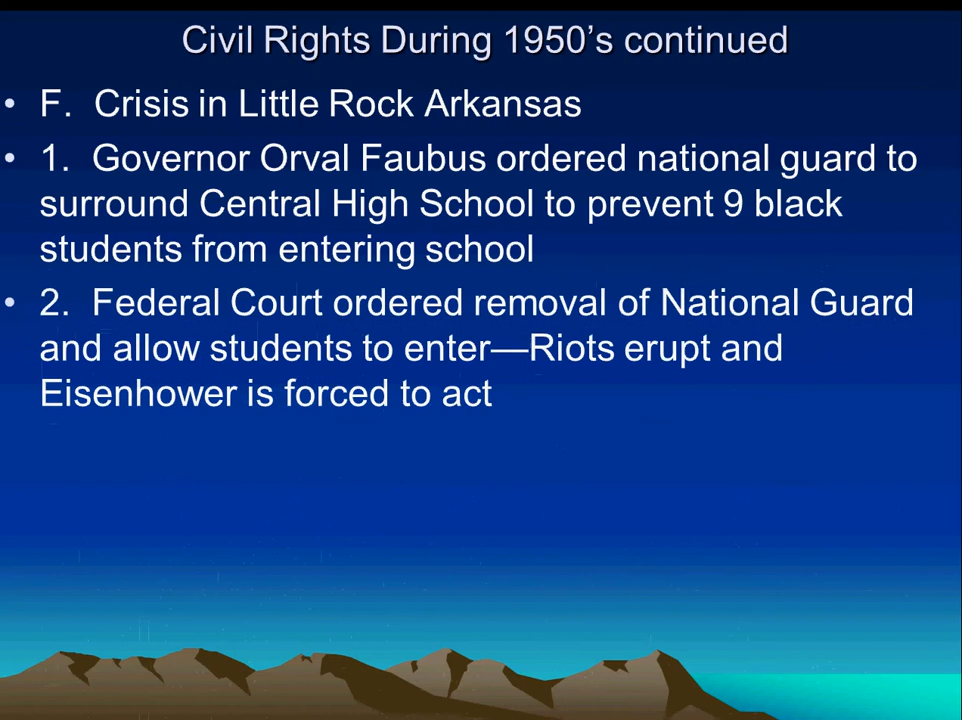 Civil Rights During 1950’s continued
• F.  Crisis in Little Rock Arkansas
• 1.  Governor Orval Faubus ordered national guard to
surround Central High School to prevent 9 black
students from entering school
• 2.  Federal Court ordered removal of National Guard
and allow students to enter—Riots erupt and
Eisenhower is forced to act